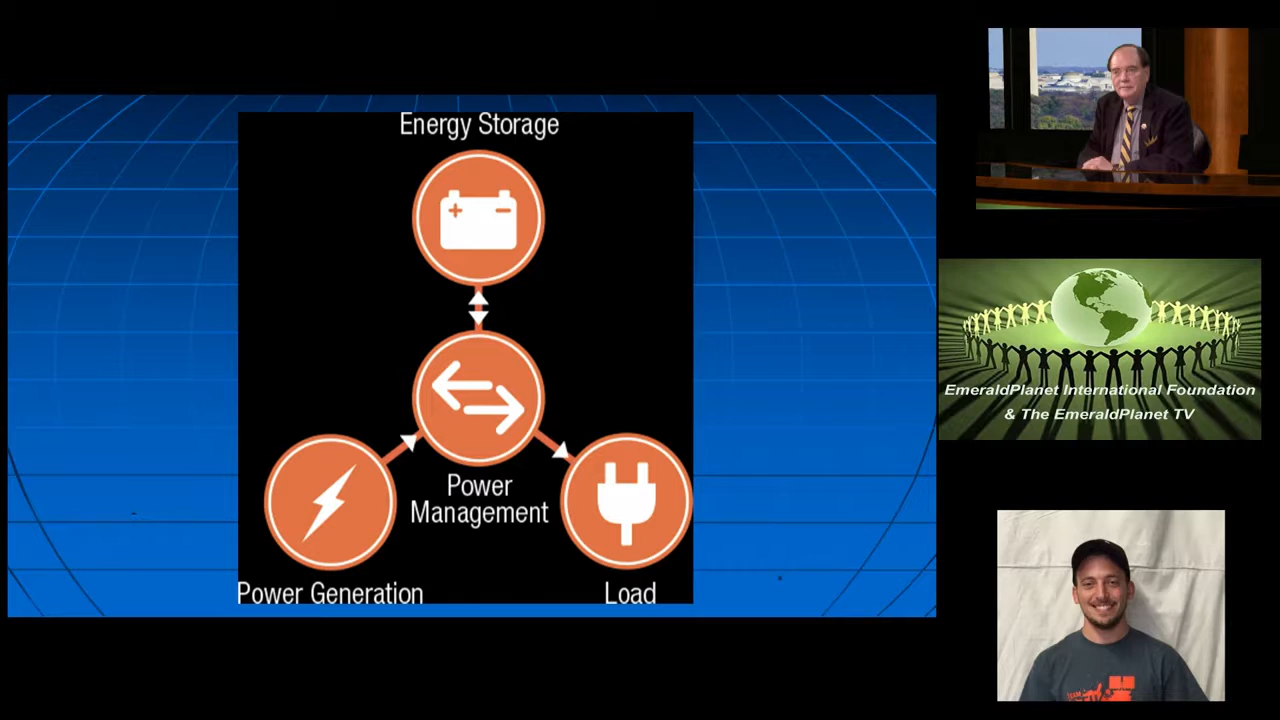 Energy Storage
+ -
Power
Management
Power Generation
Load
EmeraldPlanet International Foundation
& The EmeraldPlanet TV